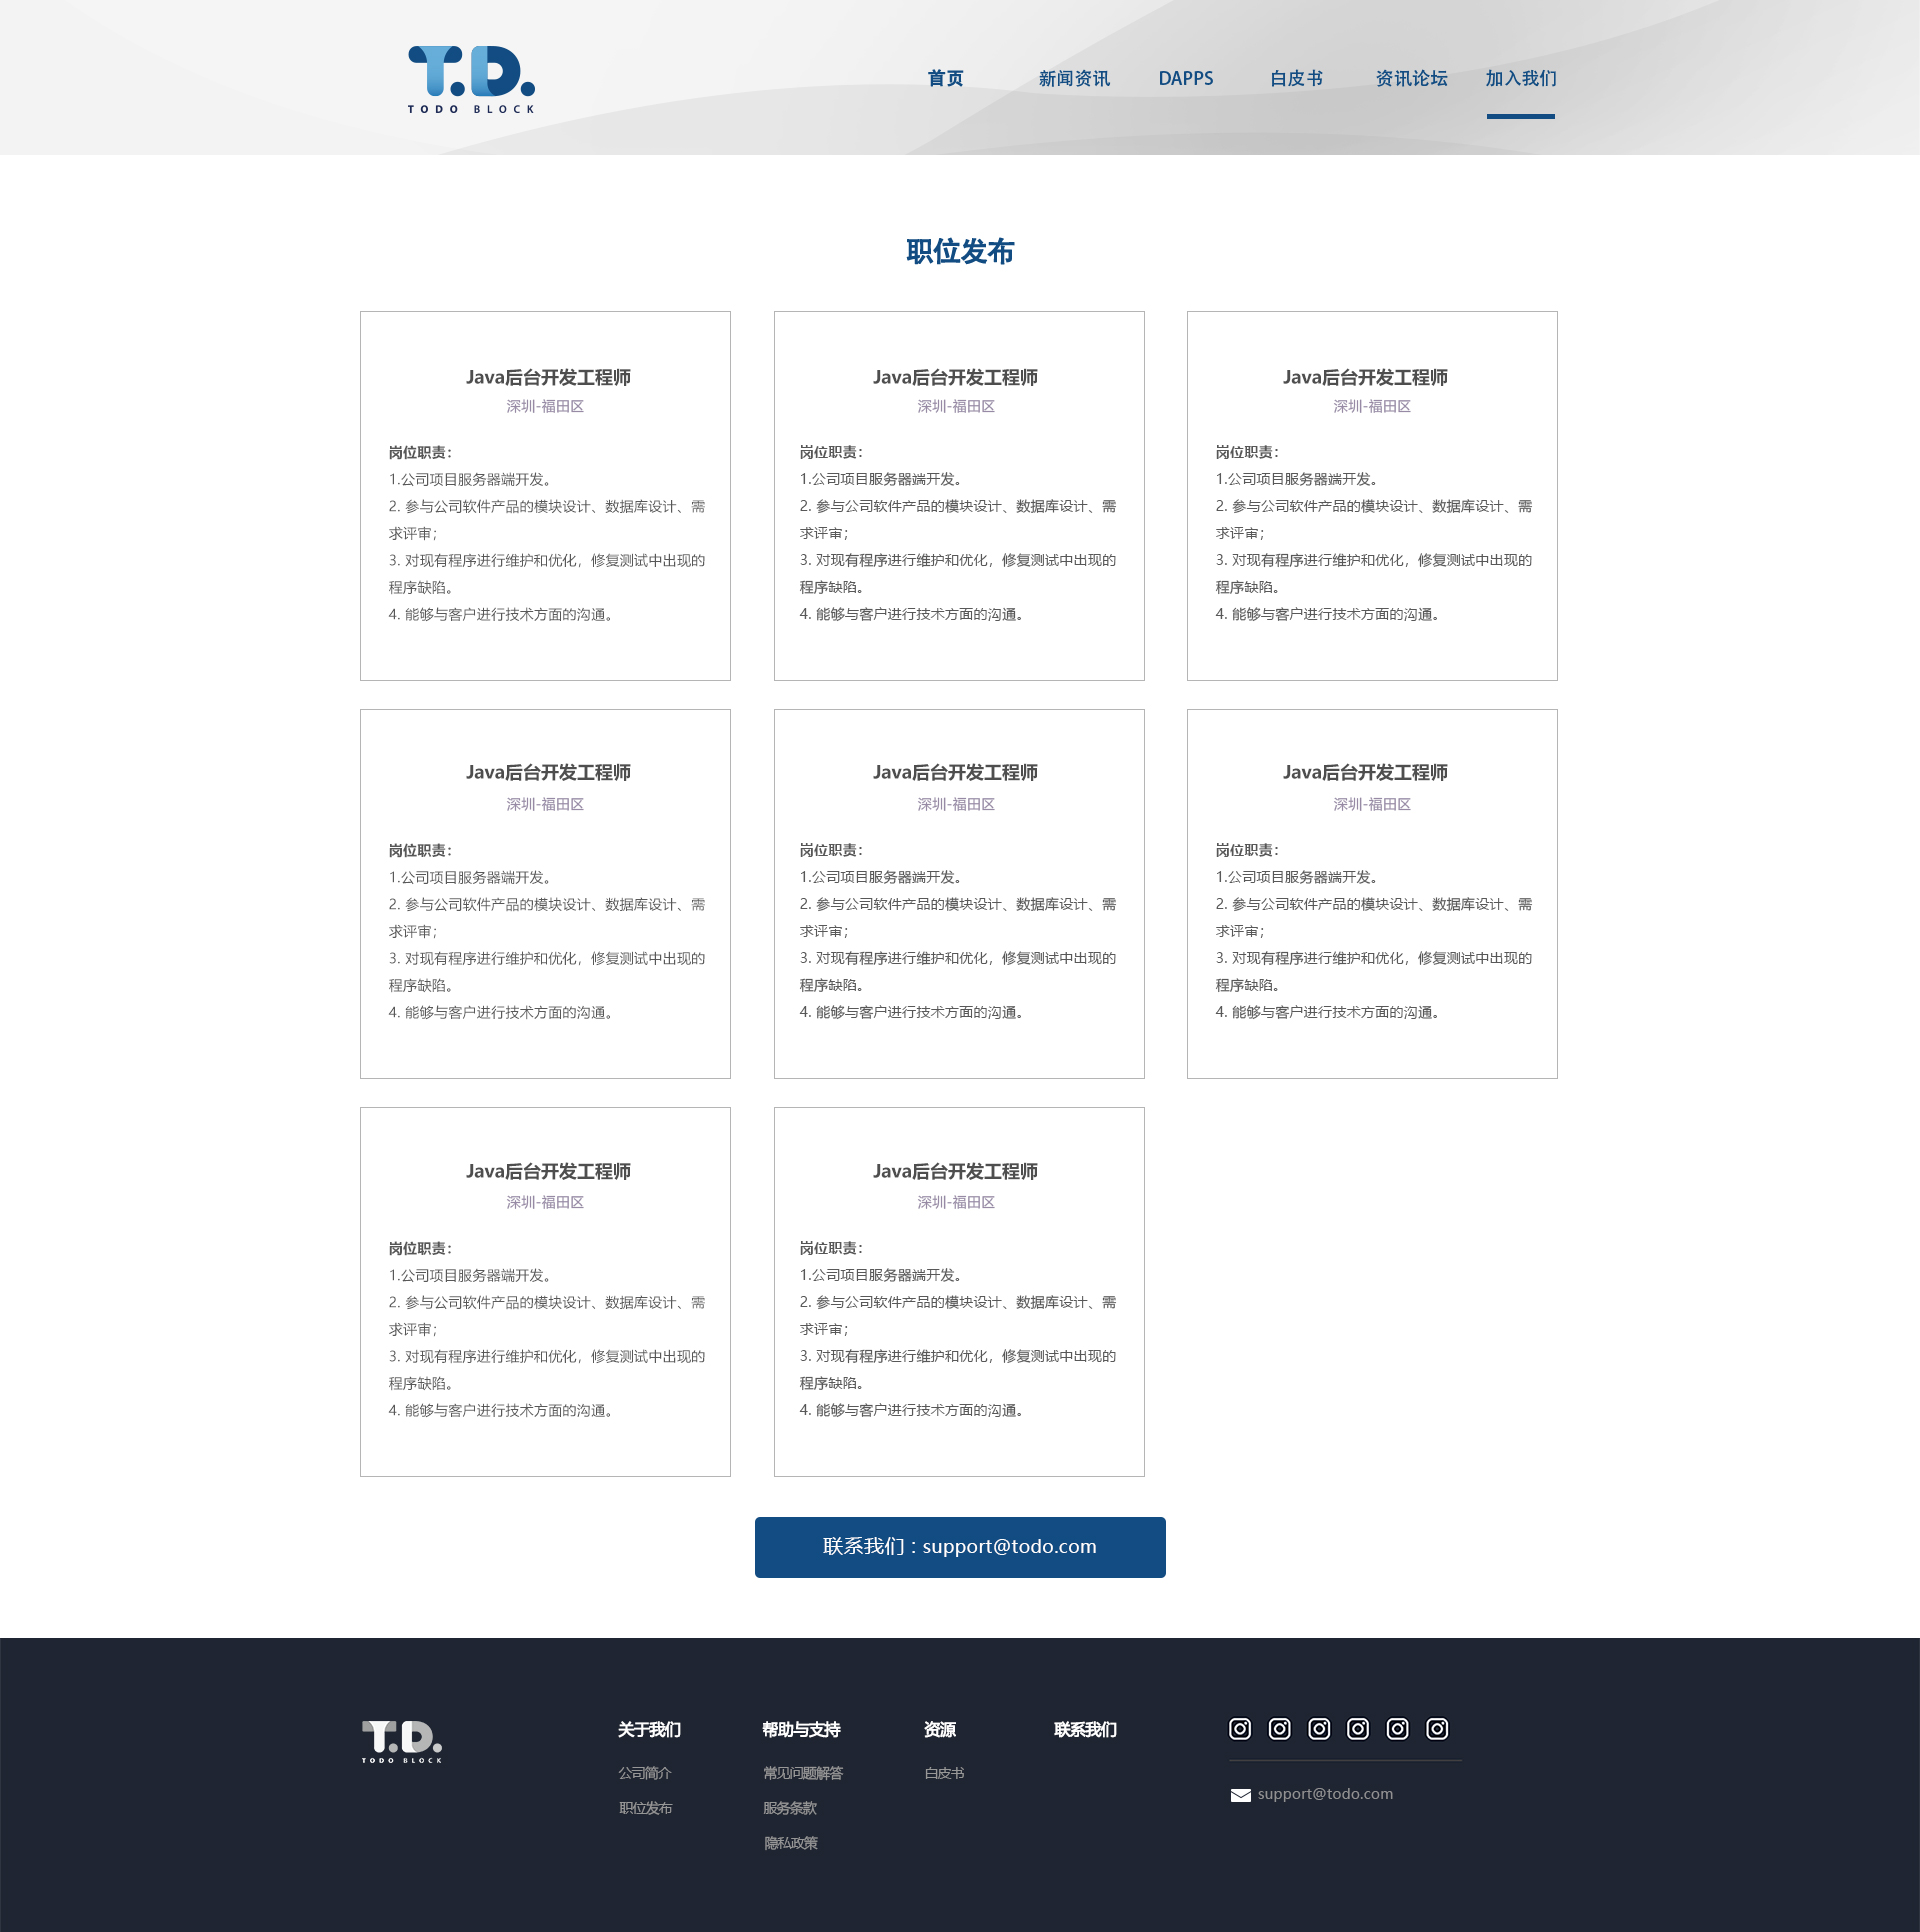 T.D.
TODO BLOCK
首页 新闻资讯 DAPPS 白皮书 资讯论坛 加入我们
职位发布
Java后台开发工程师
深圳-福田区
岗位职责：
1.公司项目服务器端开发。
2. 参与公司软件产品的模块设计、数据库设计、需
求评审；
3. 对现有程序进行维护和优化，修复测试中出现的
程序缺陷。
4. 能够与客户进行技术方面的沟通。
Java后台开发工程师
深圳-福田区
岗位职责：
1.公司项目服务器端开发。
2. 参与公司软件产品的模块设计、数据库设计、需
求评审；
3. 对现有程序进行维护和优化，修复测试中出现的
程序缺陷。
4. 能够与客户进行技术方面的沟通。
Java后台开发工程师
深圳-福田区
岗位职责：
1.公司项目服务器端开发。
2. 参与公司软件产品的模块设计、数据库设计、需
求评审；
3. 对现有程序进行维护和优化，修复测试中出现的
程序缺陷。
4. 能够与客户进行技术方面的沟通。
Java后台开发工程师
深圳-福田区
岗位职责：
1.公司项目服务器端开发。
2. 参与公司软件产品的模块设计、数据库设计、需
求评审；
3. 对现有程序进行维护和优化，修复测试中出现的
程序缺陷。
4. 能够与客户进行技术方面的沟通。
Java后台开发工程师
深圳-福田区
岗位职责：
1.公司项目服务器端开发。
2. 参与公司软件产品的模块设计、数据库设计、需
求评审；
3. 对现有程序进行维护和优化，修复测试中出现的
程序缺陷。
4. 能够与客户进行技术方面的沟通。
Java后台开发工程师
深圳-福田区
岗位职责：
1.公司项目服务器端开发。
2. 参与公司软件产品的模块设计、数据库设计、需
求评审；
3. 对现有程序进行维护和优化，修复测试中出现的
程序缺陷。
4. 能够与客户进行技术方面的沟通。
Java后台开发工程师
深圳-福田区
岗位职责：
1.公司项目服务器端开发。
2. 参与公司软件产品的模块设计、数据库设计、需
求评审；
3. 对现有程序进行维护和优化，修复测试中出现的
程序缺陷。
4. 能够与客户进行技术方面的沟通。
Java后台开发工程师
深圳-福田区
岗位职责：
1.公司项目服务器端开发。
2. 参与公司软件产品的模块设计、数据库设计、需
求评审；
3. 对现有程序进行维护和优化，修复测试中出现的
程序缺陷。
4. 能够与客户进行技术方面的沟通。
联系我们 : support@todo.com
T.D.
TODO BLOCK
关于我们
公司简介
职位发布
帮助与支持
常见问题解答
服务条款
隐私政策
资源
白皮书
联系我们
support@todo.com